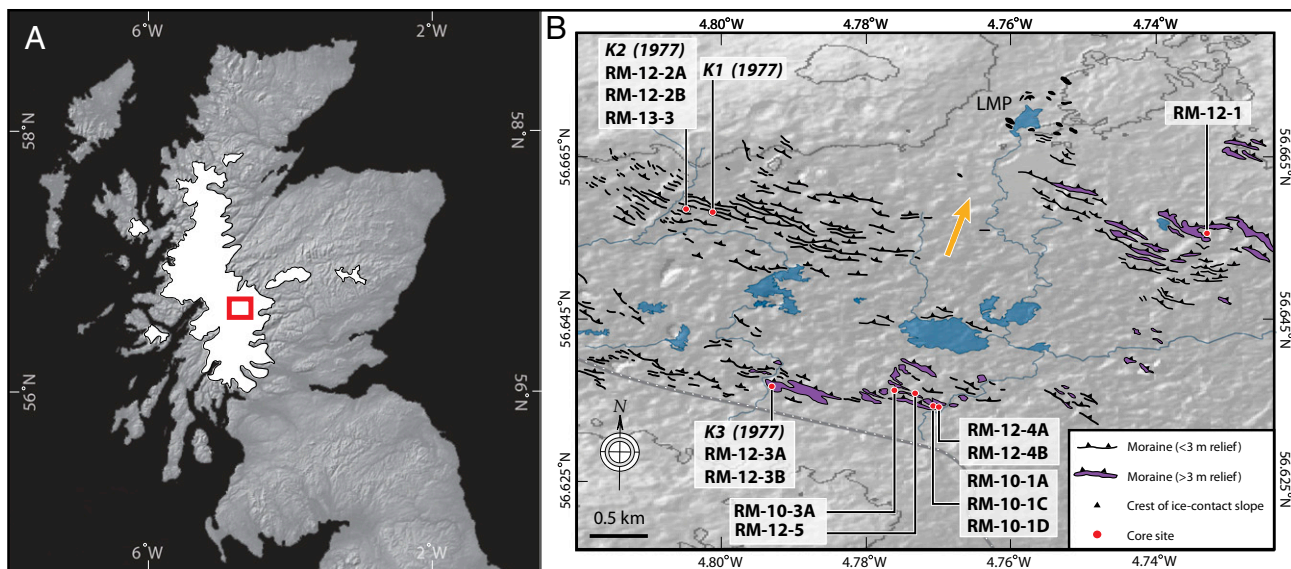 A
6°W
2°W
58°N
58°N
56°N
56°N
6°W
2°W
B
4.80°W
4.78°W
4.76°W
4.74°W
K2 (1977)
RM-12-2A
RM-12-2B
RM-13-3
K1 (1977)
LMP
RM-12-1
56.665°N
56.665°N
56.645°N
56.645°N
56.625°N
56.625°N
N
0.5 km
K3 (1977)
RM-12-3A
RM-12-3B
RM-10-3A
RM-12-5
RM-12-4A
RM-12-4B
RM-10-1A
RM-10-1C
RM-10-1D
Moraine (<3 m relief)
Moraine (>3 m relief)
Crest of ice-contact slope
Core site
4.80°W
4.78°W
4.76°W
4.74°W